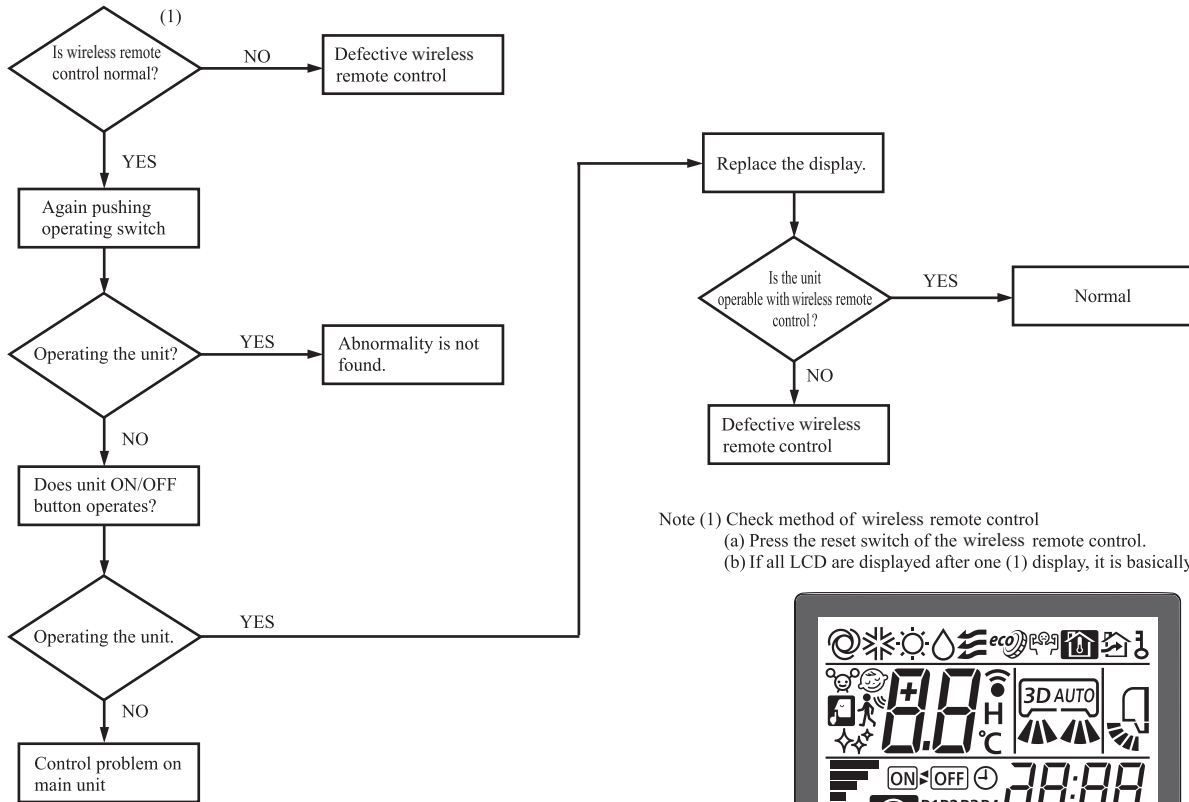 (1)
Is wireless remote
control normal?
NO
Defective wireless
remote control
YES
Again pushing
operating switch
Operating the unit?
YES
Abnormality is not
found.
NO
Does unit ON/OFF
button operates?
Operating the unit.
YES
NO
Control problem on
main unit
Replace the display.
Is the unit
operable with wireless remote
control ?
YES
Normal
NO
Defective wireless
remote control
Note (1) Check method of wireless remote control
(a) Press the reset switch of the wireless remote control.
(b) If all LCD are displayed after one (1) display, it is basically
eco
+8.8
H
°C
3D AUTO
ON OFF